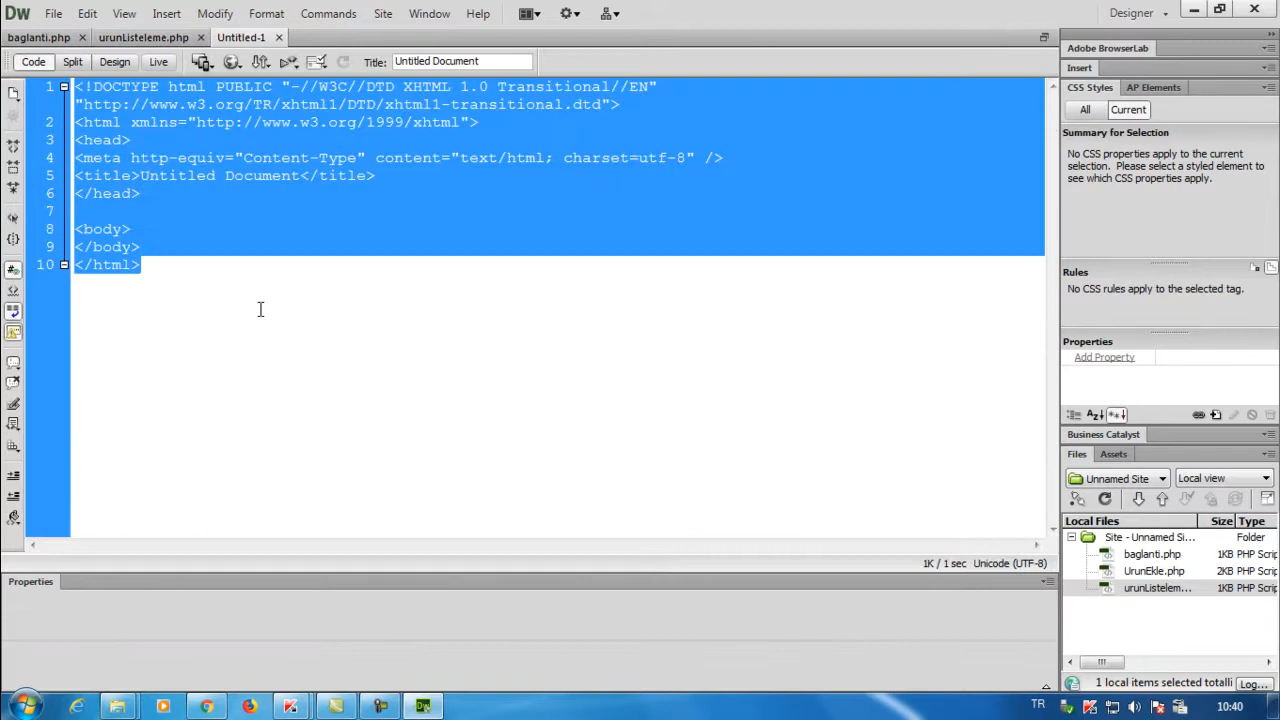 DW File Edit View Insert Modify Format Commands Site Window Help Designer
baglanti.php urunListeleme.php Untitled-1
Code Split Design Live Title: Untitled Document
1 <!DOCTYPE html PUBLIC "-//W3C//DTD XHTML 1.0 Transitional//EN"
"http://www.w3.org/TR/xhtml1/DTD/xhtml1-transitional.dtd">
2 <html xmlns="http://www.w3.org/1999/xhtml">
3 <head>
4 <meta http-equiv="Content-Type" content="text/html; charset=utf-8" />
5 <title>Untitled Document</title>
6 </head>
7
8 <body>
9 </body>
10 </html>
1K / 1 sec Unicode (UTF-8)
Properties
Adobe BrowserLab
Insert
CSS Styles AP Elements
All Current
Summary for Selection
No CSS properties apply to the current
selection. Please select a styled element
to see which CSS properties apply.
Rules
No CSS rules apply to the selected tag.
Properties
Add Property
Business Catalyst
Files Assets
Unnamed Site Local view
Local Files Size Type
Site - Unnamed Si... Folder
baglanti.php 1KB PHP Scrip
UrunEkle.php 2KB PHP Scrip
urunListelem... 1KB PHP Scrip
1 local items selected totalli Log...
TR 10:40